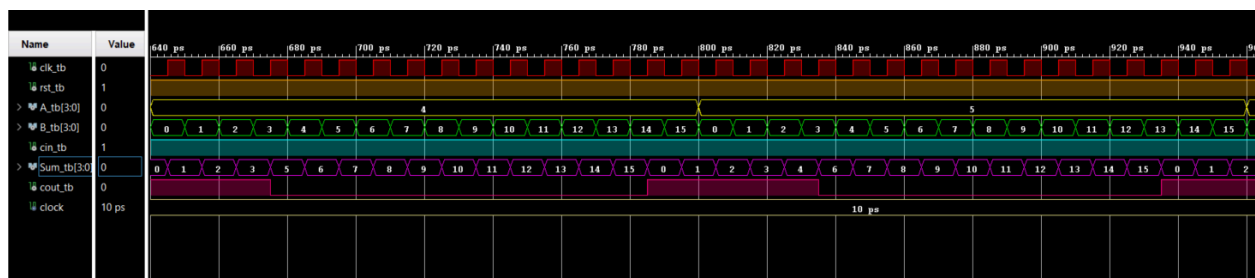 Name Value 640 ps 660 ps 680 ps 700 ps 720 ps 740 ps 760 ps 780 ps 800 ps 820 ps 840 ps 860 ps 880 ps 900 ps 920 ps 940 ps
clk_tb 0
rst_tb 1
A_tb[3:0] 0 4 5
B_tb[3:0] 0 0 1 2 3 4 5 6 7 8 9 10 11 12 13 14 15 0 1 2 3 4 5 6 7 8 9 10 11 12 13 14 15
cin_tb 1
Sum_tb[3:0] 0 0 1 2 3 5 6 7 8 9 10 11 12 13 14 15 0 1 2 3 4 6 7 8 9 10 11 12 13 14 15 0 1 2
cout_tb 0
clock 10 ps 10 ps